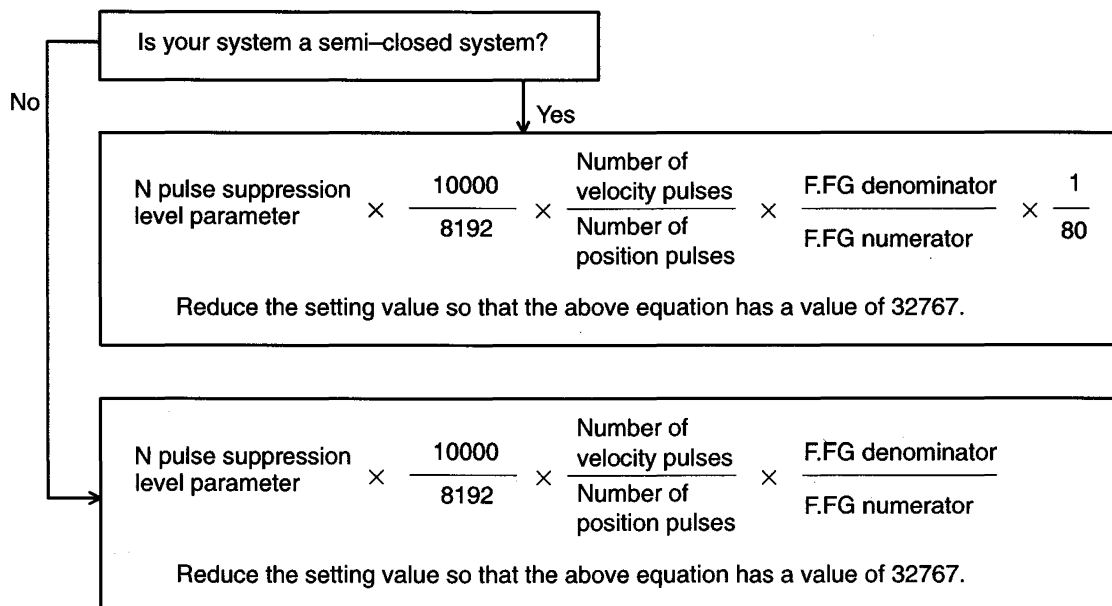 Is your system a semi–closed system?
No
Yes
N pulse suppression
level parameter
×
10000
8192
×
Number of
velocity pulses
Number of
position pulses
×
F.FG denominator
F.FG numerator
×
1
80
Reduce the setting value so that the above equation has a value of 32767.
N pulse suppression
level parameter
×
10000
8192
×
Number of
velocity pulses
Number of
position pulses
×
F.FG denominator
F.FG numerator
Reduce the setting value so that the above equation has a value of 32767.